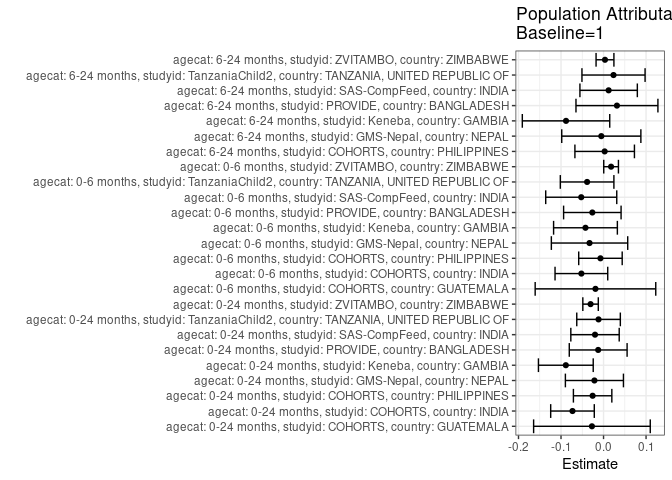 Population Attributa
Baseline=1
agecat: 6-24 months, studyid: ZVITAMBO, country: ZIMBABWE
agecat: 6-24 months, studyid: TanzaniaChild2, country: TANZANIA, UNITED REPUBLIC OF
agecat: 6-24 months, studyid: SAS-CompFeed, country: INDIA
agecat: 6-24 months, studyid: PROVIDE, country: BANGLADESH
agecat: 6-24 months, studyid: Keneba, country: GAMBIA
agecat: 6-24 months, studyid: GMS-Nepal, country: NEPAL
agecat: 6-24 months, studyid: COHORTS, country: PHILIPPINES
agecat: 0-6 months, studyid: ZVITAMBO, country: ZIMBABWE
agecat: 0-6 months, studyid: TanzaniaChild2, country: TANZANIA, UNITED REPUBLIC OF
agecat: 0-6 months, studyid: SAS-CompFeed, country: INDIA
agecat: 0-6 months, studyid: PROVIDE, country: BANGLADESH
agecat: 0-6 months, studyid: Keneba, country: GAMBIA
agecat: 0-6 months, studyid: GMS-Nepal, country: NEPAL
agecat: 0-6 months, studyid: COHORTS, country: PHILIPPINES
agecat: 0-6 months, studyid: COHORTS, country: INDIA
agecat: 0-6 months, studyid: COHORTS, country: GUATEMALA
agecat: 0-24 months, studyid: ZVITAMBO, country: ZIMBABWE
agecat: 0-24 months, studyid: TanzaniaChild2, country: TANZANIA, UNITED REPUBLIC OF
agecat: 0-24 months, studyid: SAS-CompFeed, country: INDIA
agecat: 0-24 months, studyid: PROVIDE, country: BANGLADESH
agecat: 0-24 months, studyid: Keneba, country: GAMBIA
agecat: 0-24 months, studyid: GMS-Nepal, country: NEPAL
agecat: 0-24 months, studyid: COHORTS, country: PHILIPPINES
agecat: 0-24 months, studyid: COHORTS, country: INDIA
agecat: 0-24 months, studyid: COHORTS, country: GUATEMALA
-0.2 -0.1 0.0 0.1
Estimate